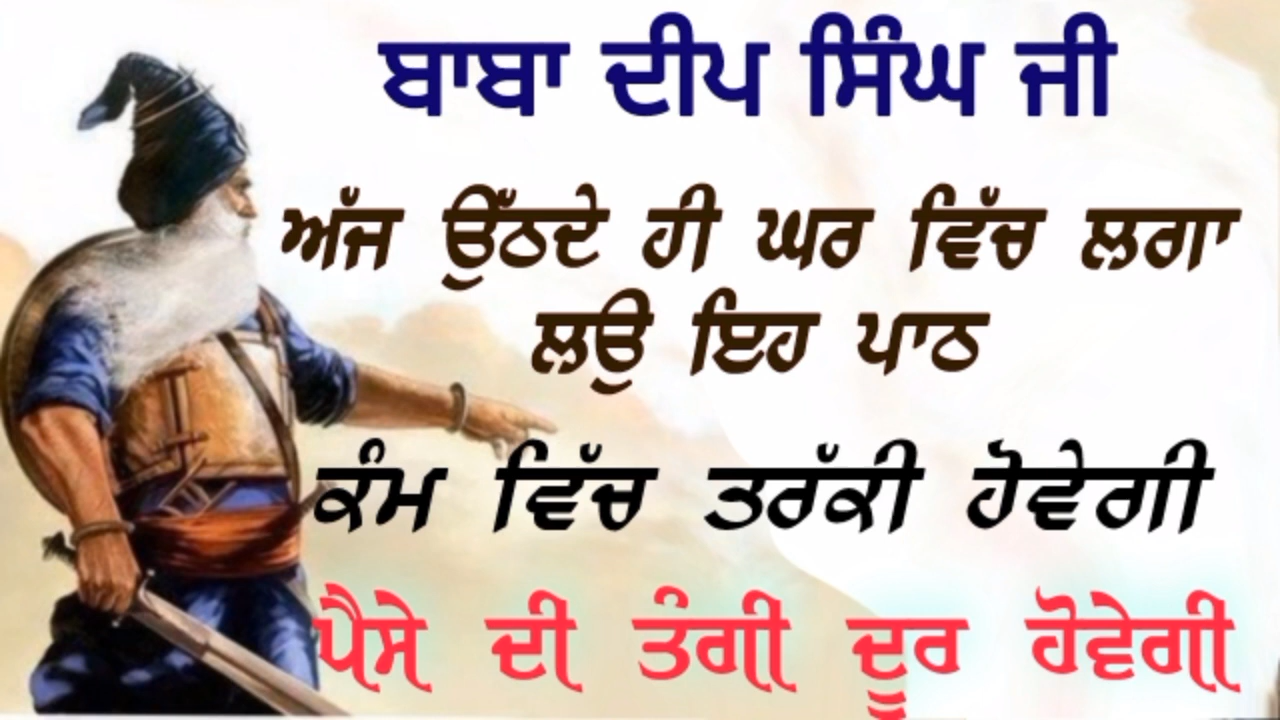 ਬਾਬਾ ਦੀਪ ਸਿੰਘ ਜੀ
ਅੱਜ ਉੱਠਦੇ ਹੀ ਘਰ ਵਿੱਚ ਲਗਾ
ਲਉ ਇਹ ਪਾਠ
ਕੰਮ ਵਿੱਚ ਤਰੱਕੀ ਹੋਵੇਗੀ
ਪੈਸੇ ਦੀ ਤੰਗੀ ਦੂਰ ਹੋਵੇਗੀ